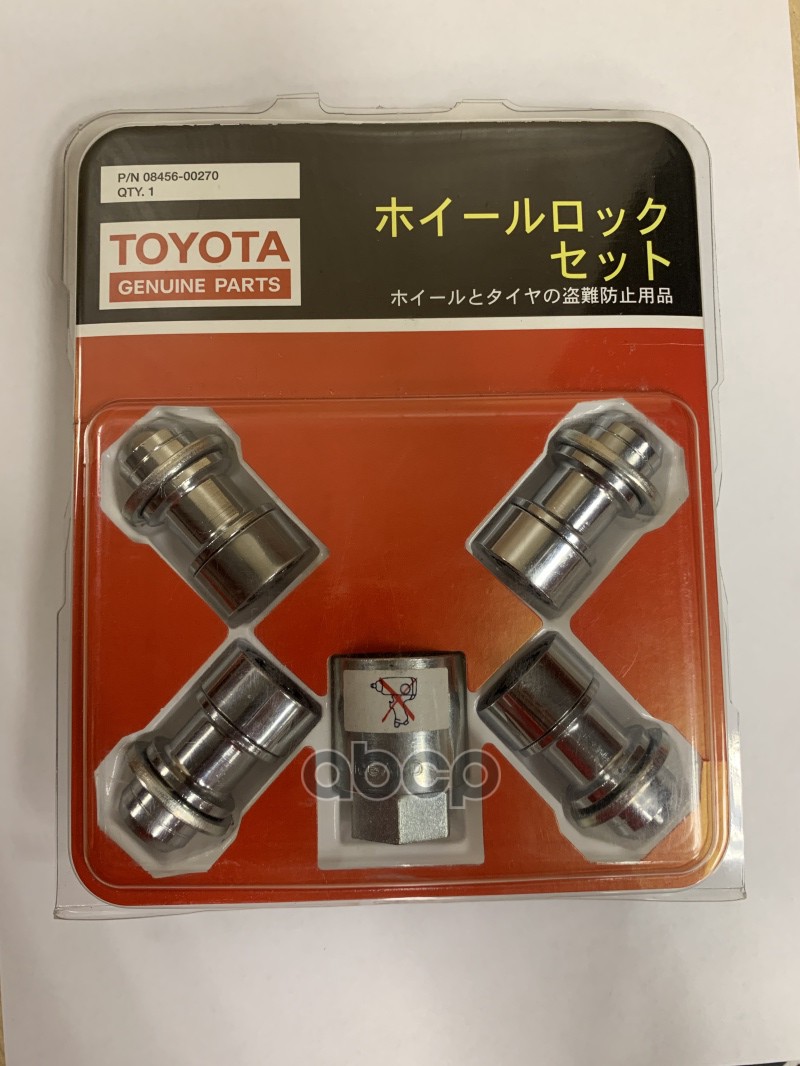 P/N 08456-00270
QTY. 1
TOYOTA
GENUINE PARTS
ホイールロック
セット
ホイールとタイヤの盗難防止用品
abcp